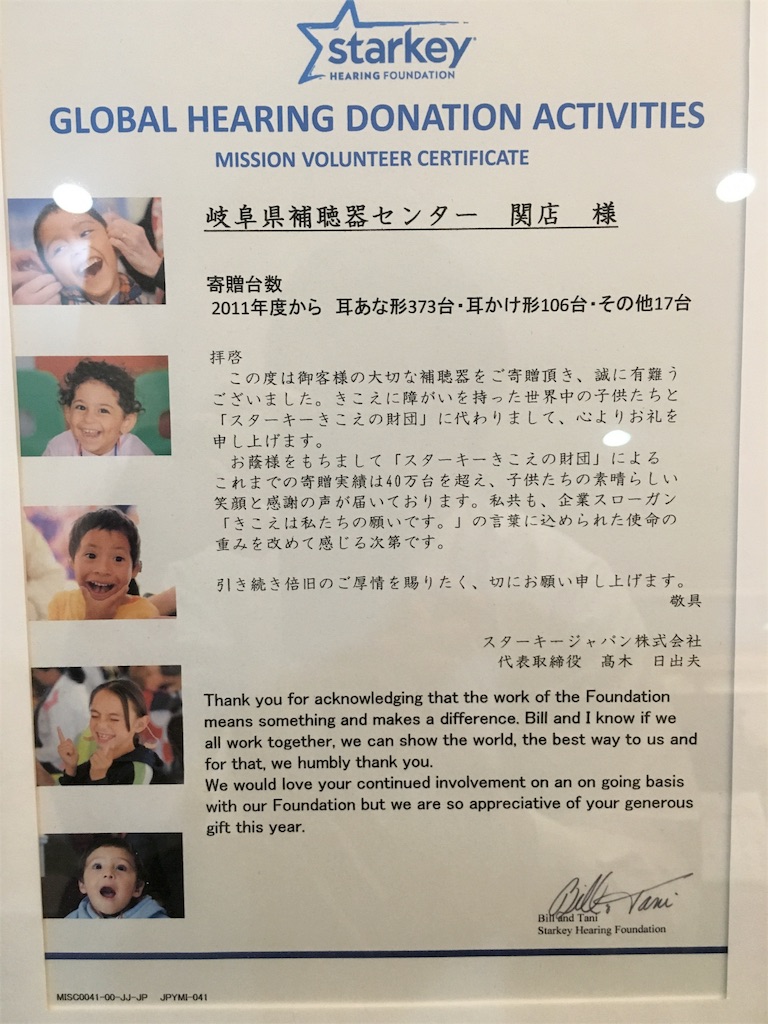 starkey
HEARING FOUNDATION
GLOBAL HEARING DONATION ACTIVITIES
MISSION VOLUNTEER CERTIFICATE
岐阜県補聴器センター 関店 様
寄贈台数
2011年度から 耳あな形373台・耳かけ形106台・その他17台
拝啓
この度は御客様の大切な補聴器をご寄贈頂き、誠に有難う
ございました。きこえに障がいを持った世界中の子供たちと
「スターキーきこえの財団」に代わりまして、心よりお礼を
申し上げます。
お蔭様をもちまして「スターキーきこえの財団」による
これまでの寄贈実績は40万台を超え、子供たちの素晴らしい
笑顔と感謝の声が届いております。私共も、企業スローガン
「きこえは私たちの願いです。」の言葉に込められた使命の
重みを改めて感じる次第です。
引き続き倍旧のご厚情を賜りたく、切にお願い申し上げます。
敬具
スターキージャパン株式会社
代表取締役 髙木 日出夫
Thank you for acknowledging that the work of the Foundation
means something and makes a difference. Bill and I know if we
all work together, we can show the world, the best way to us and
for that, we humbly thank you.
We would love your continued involvement on an on going basis
with our Foundation but we are so appreciative of your generous
gift this year.
Bill & Tani
Bill and Tani
Starkey Hearing Foundation
MISC0041-00-JJ-JP JPYMI-041